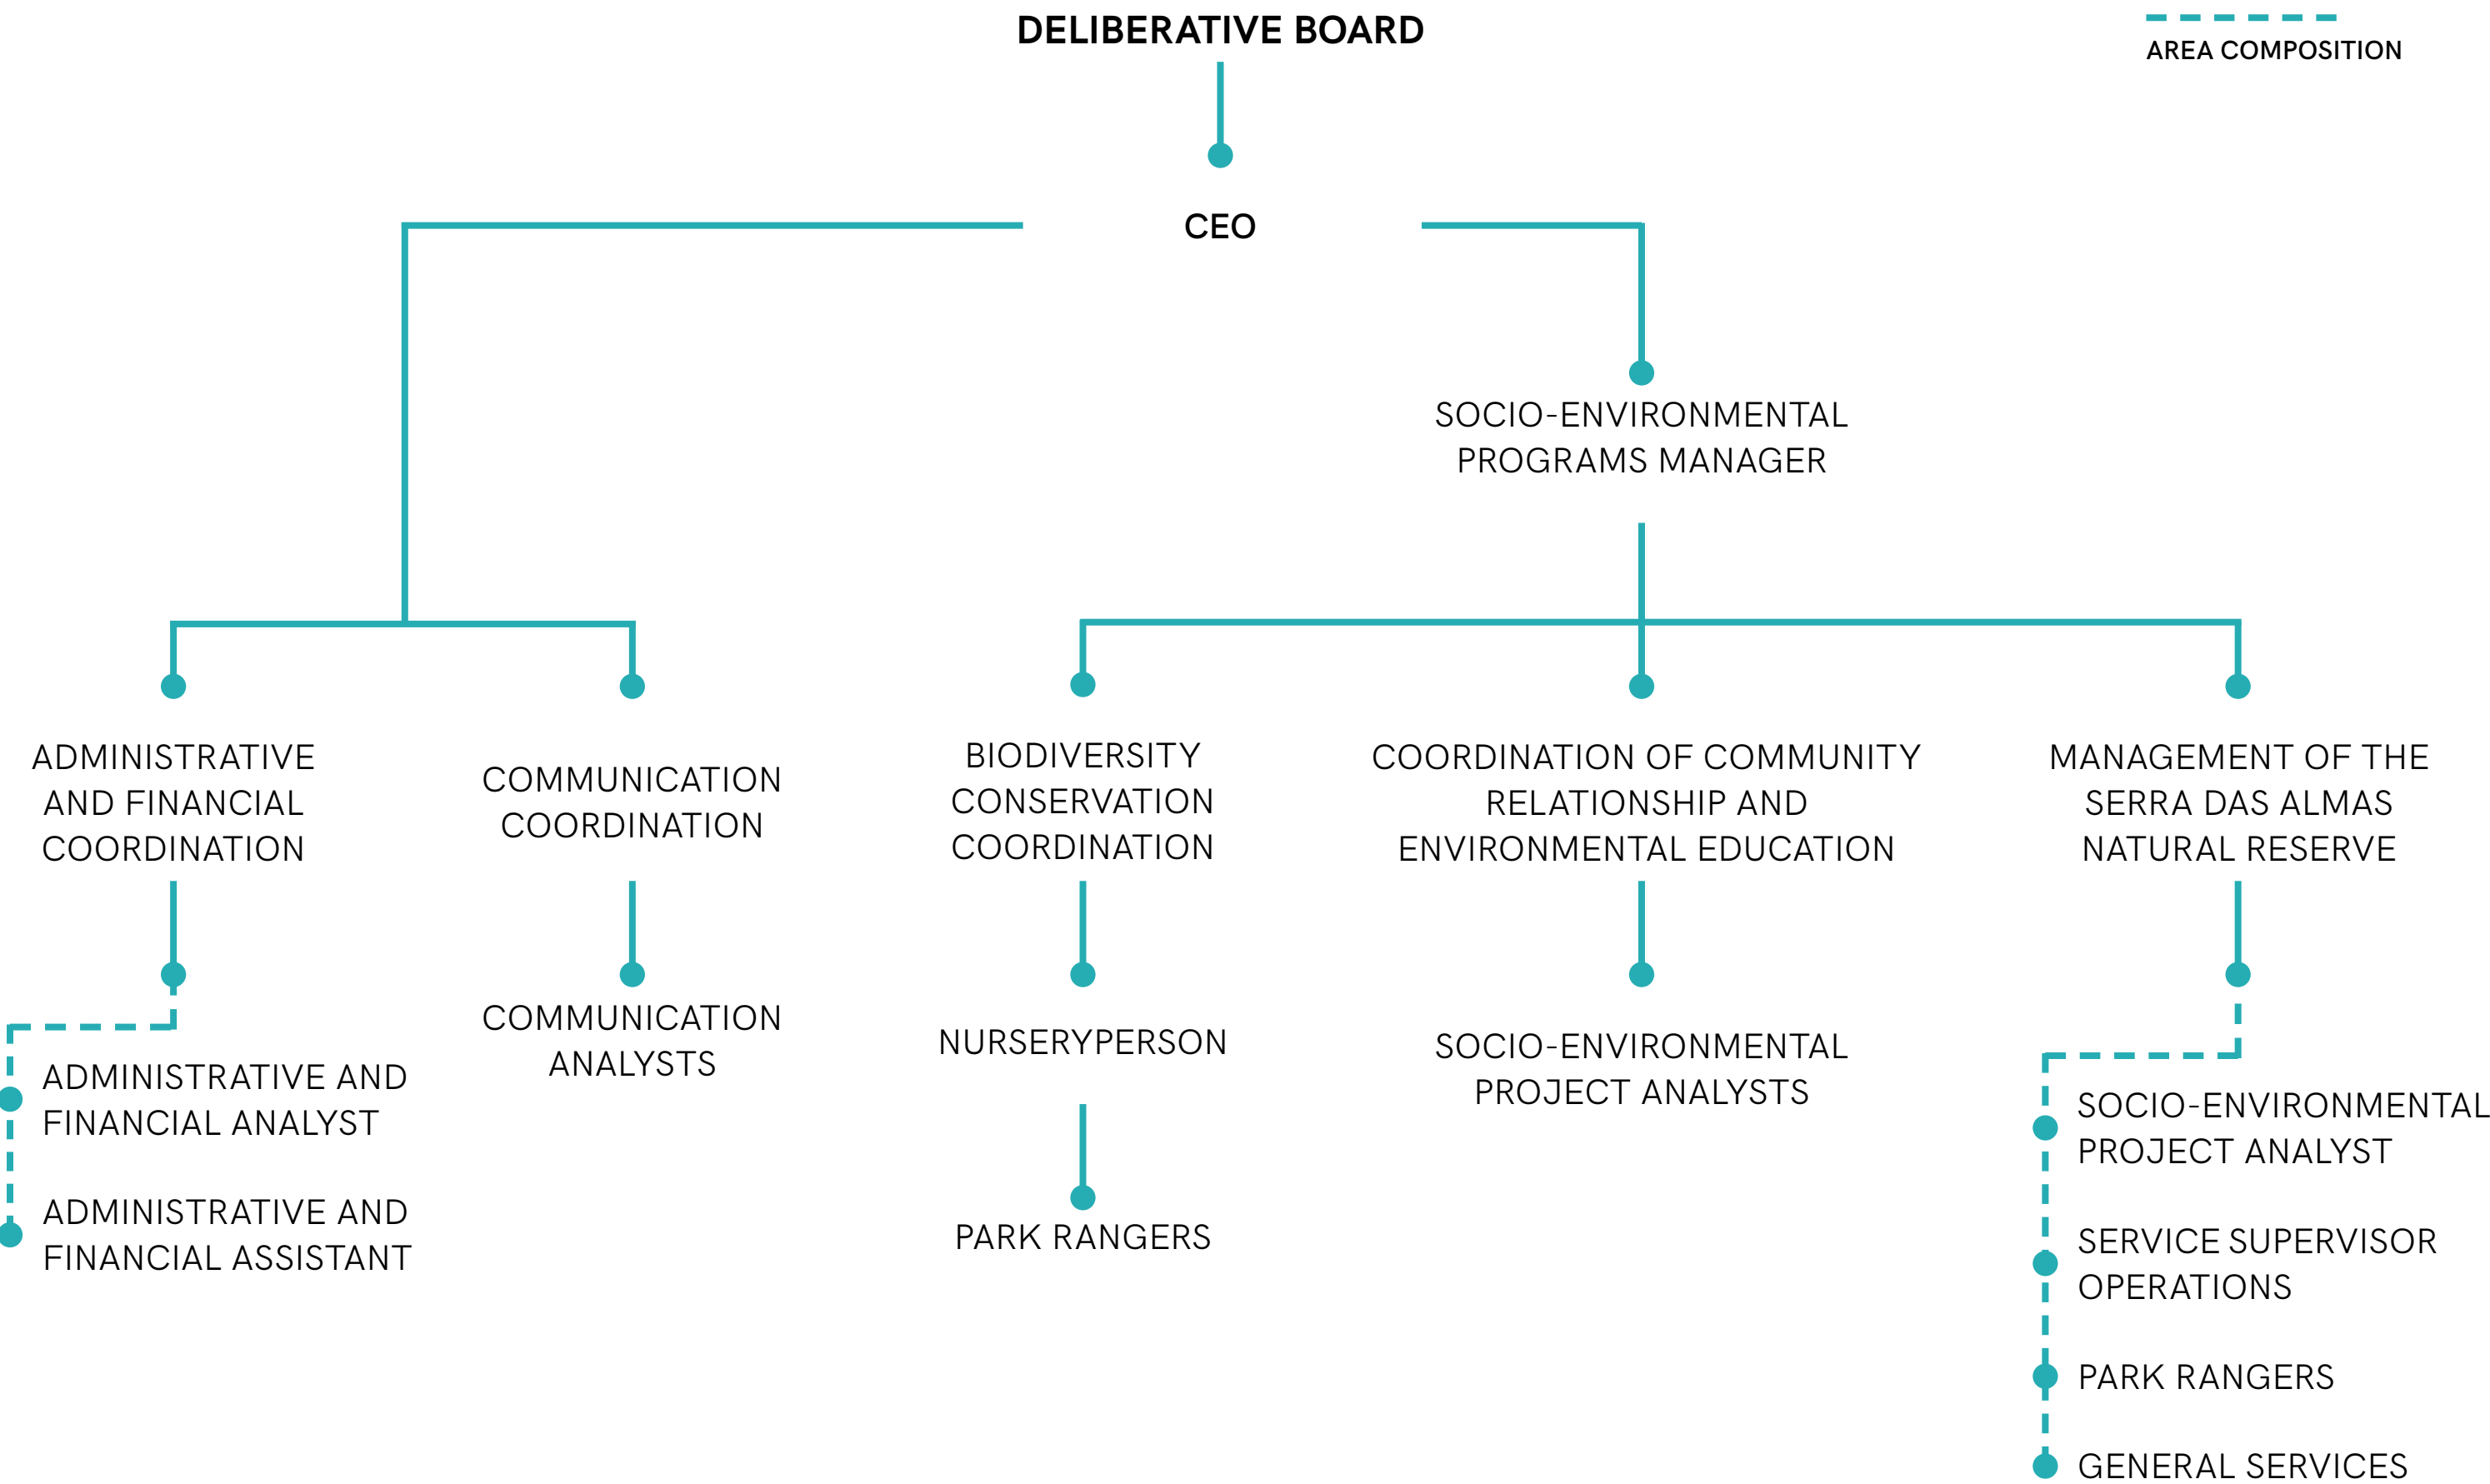 DELIBERATIVE BOARD
AREA COMPOSITION
CEO
SOCIO-ENVIRONMENTAL
PROGRAMS MANAGER
ADMINISTRATIVE
AND FINANCIAL
COORDINATION
COMMUNICATION
COORDINATION
BIODIVERSITY
CONSERVATION
COORDINATION
COORDINATION OF COMMUNITY
RELATIONSHIP AND
ENVIRONMENTAL EDUCATION
MANAGEMENT OF THE
SERRA DAS ALMAS
NATURAL RESERVE
ADMINISTRATIVE AND
FINANCIAL ANALYST
ADMINISTRATIVE AND
FINANCIAL ASSISTANT
COMMUNICATION
ANALYSTS
NURSERYPERSON
PARK RANGERS
SOCIO-ENVIRONMENTAL
PROJECT ANALYSTS
SOCIO-ENVIRONMENTAL
PROJECT ANALYST
SERVICE SUPERVISOR
OPERATIONS
PARK RANGERS
GENERAL SERVICES